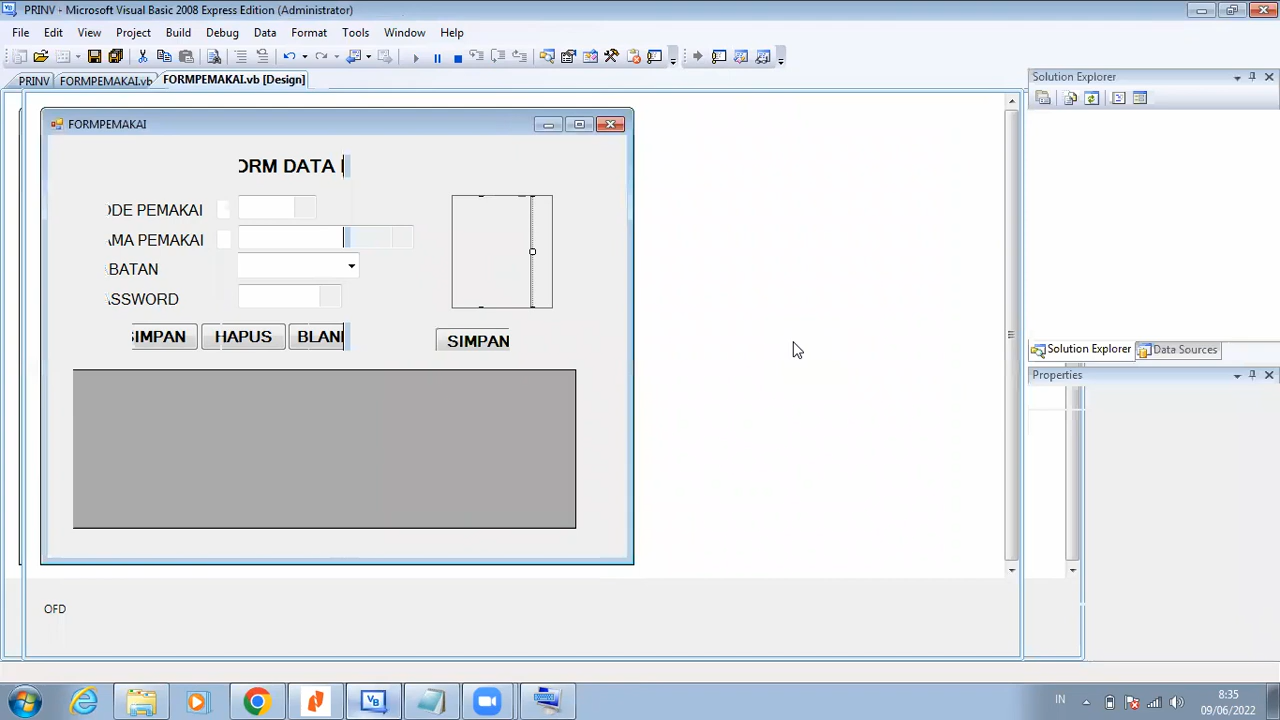 PRINV - Microsoft Visual Basic 2008 Express Edition (Administrator)
File Edit View Project Build Debug Data Format Tools Window Help
PRINV FORMPEMAKAI.vb FORMPEMAKAI.vb [Design]
Solution Explorer
FORMPEMAKAI
ORM DATA
ODE PEMAKAI
AMA PEMAKAI
BATAN
ASSWORD
SIMPAN HAPUS BLAN
SIMPAN
Solution Explorer Data Sources
Properties
OFD
IN
8:35
09/06/2022